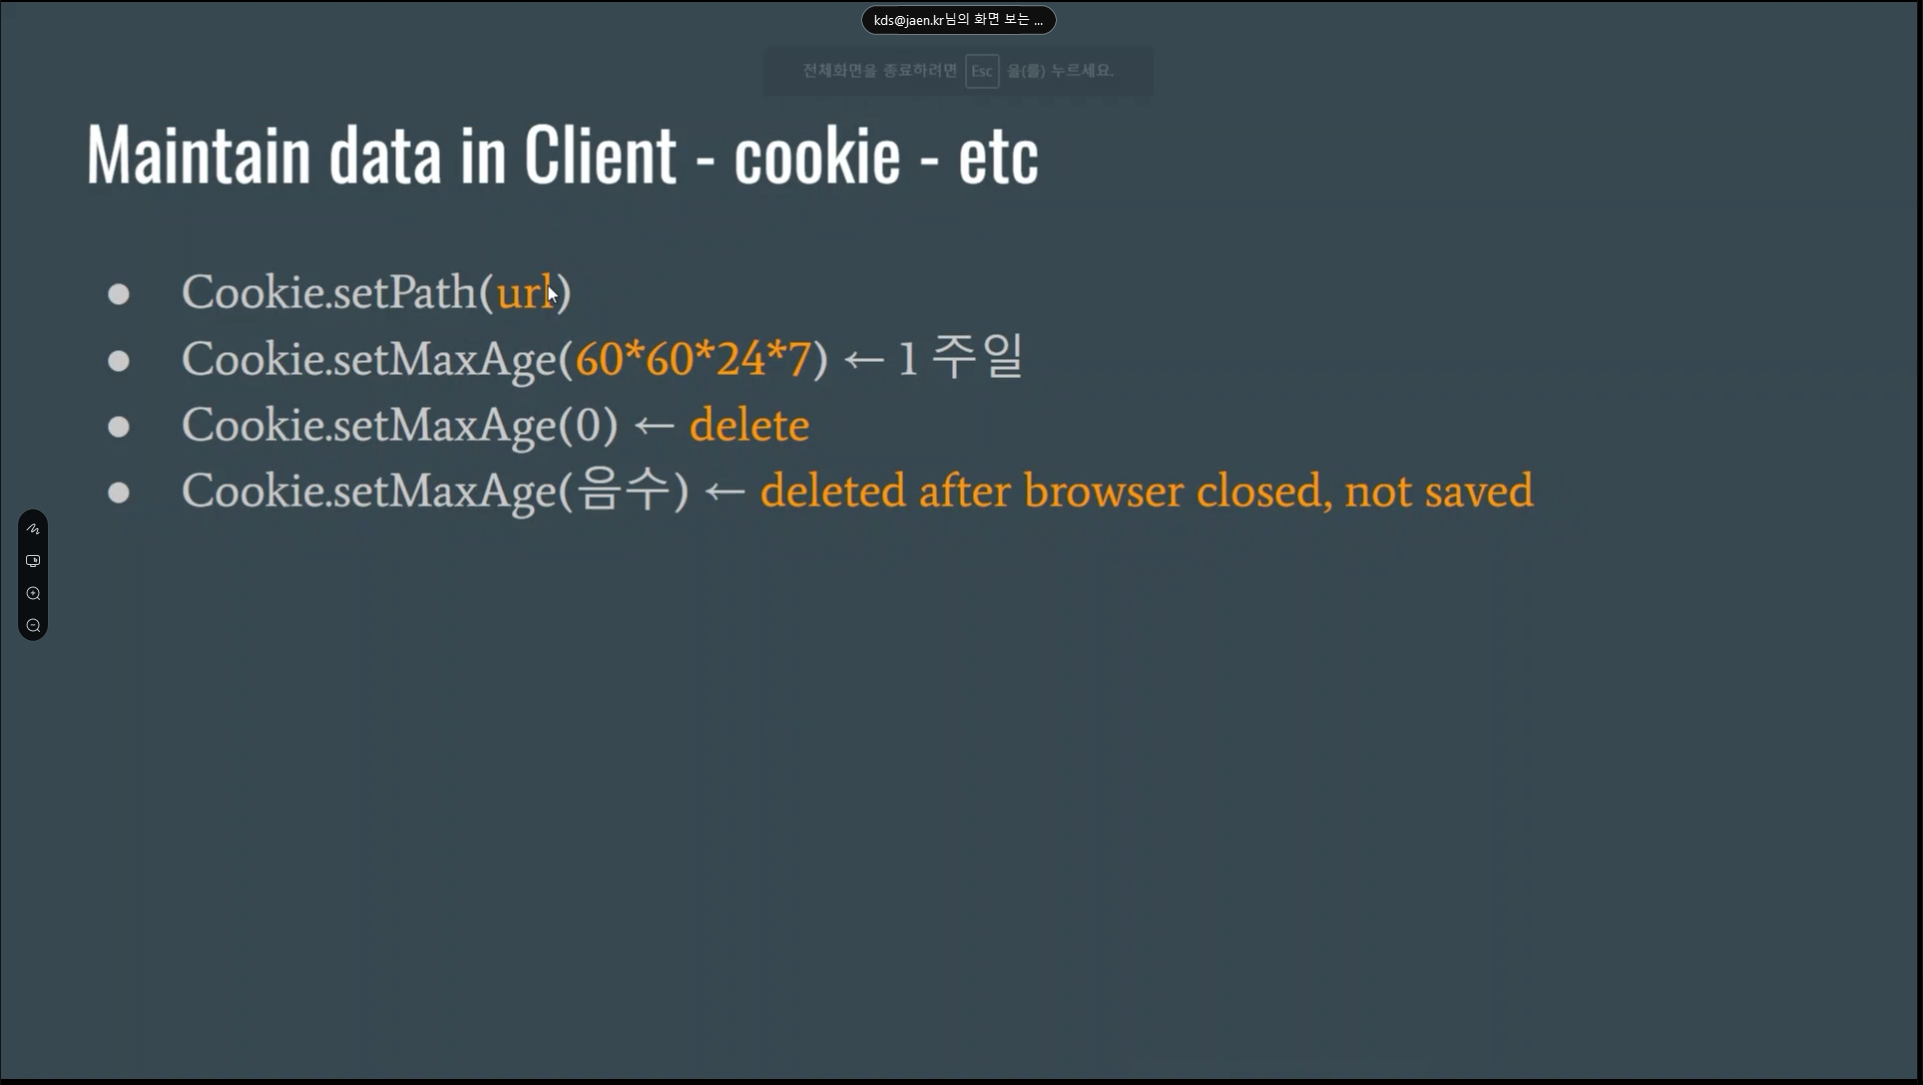 kds@jaen.kr님의 화면 보는 ...
전체화면을 종료하려면 Esc 을(를) 누르세요.
Maintain data in Client - cookie - etc
● Cookie.setPath(url)
● Cookie.setMaxAge(60*60*24*7) ← 1 주일
● Cookie.setMaxAge(0) ← delete
● Cookie.setMaxAge(음수) ← deleted after browser closed, not saved